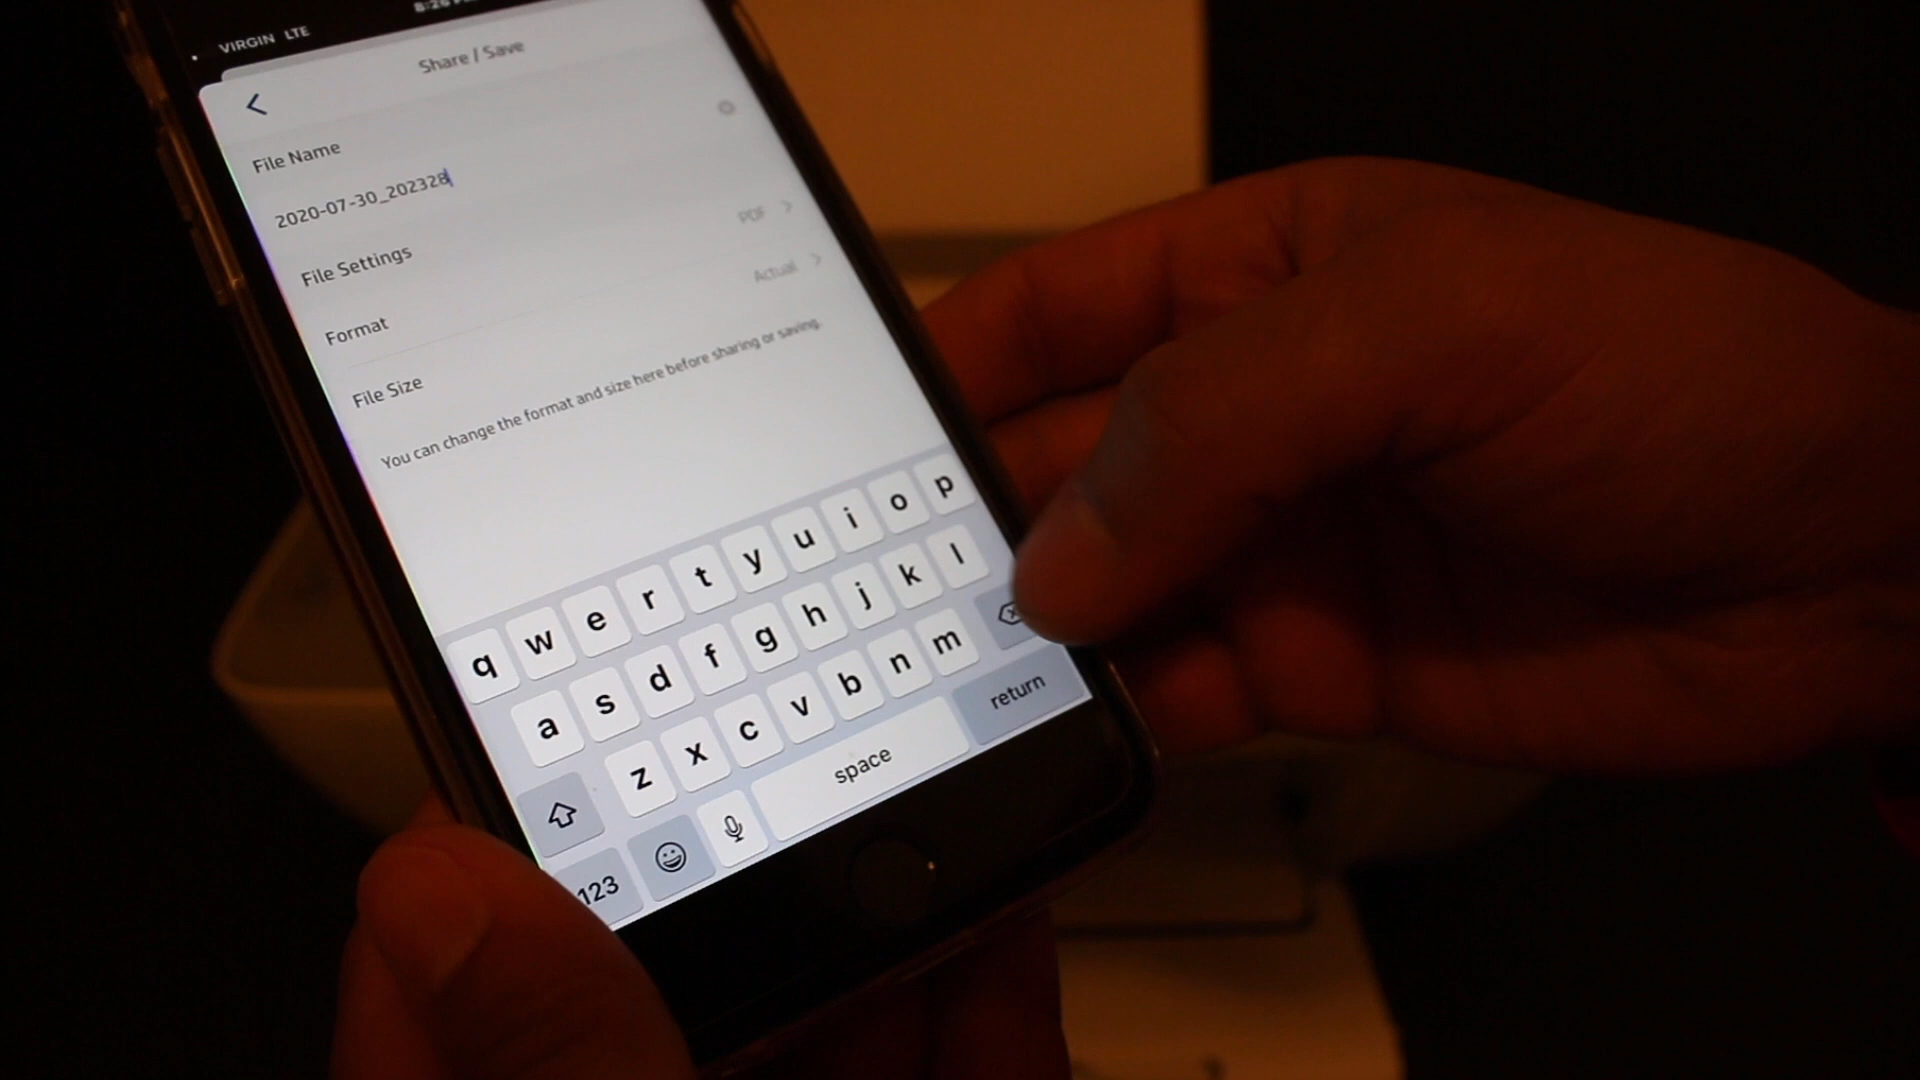 VIRGIN LTE
Share / Save
File Name
2020-07-30_202328
File Settings
Format PDF
File Size Actual
You can change the format and size here before sharing or saving.
q w e r t y u i o p
a s d f g h j k l
z x c v b n m
123 space return